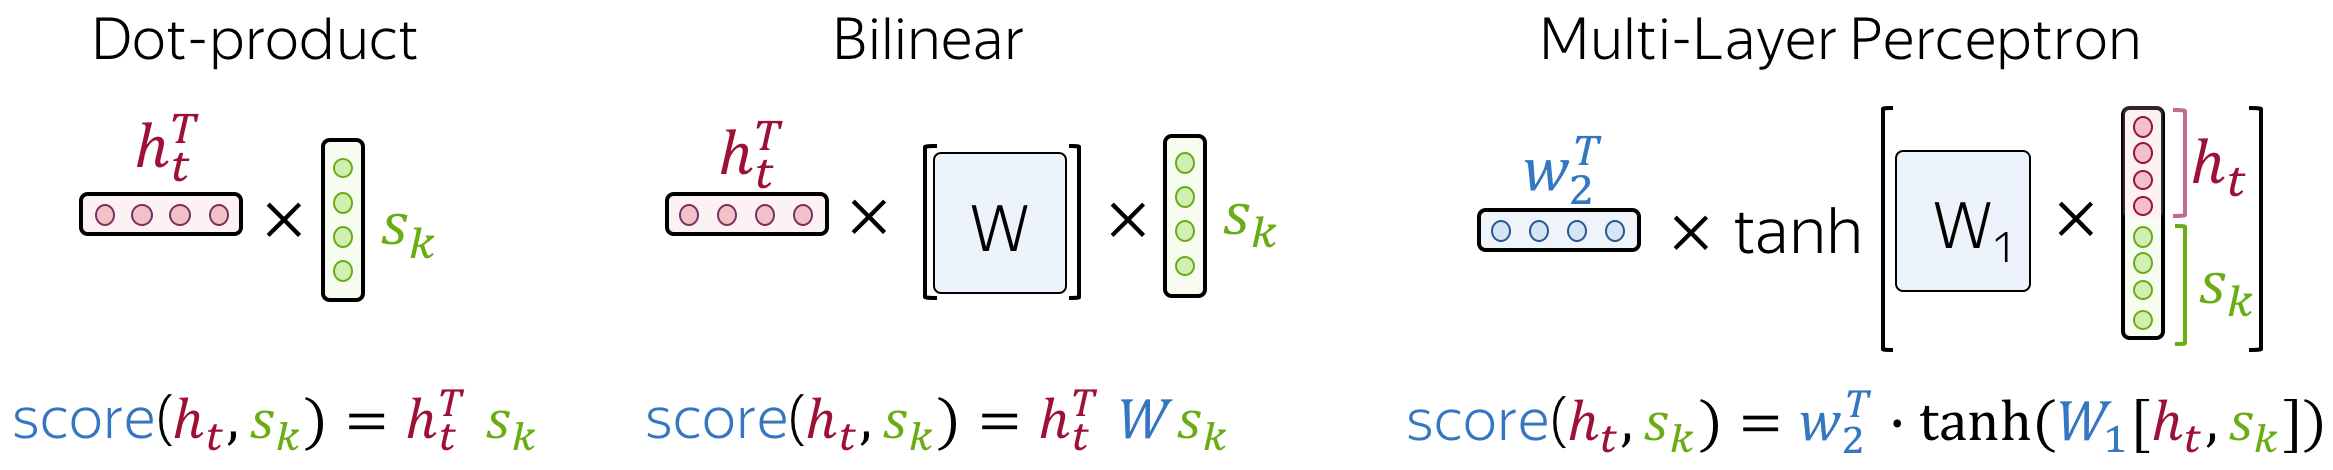 Dot-product
h_t^T
×
s_k
score(h_t, s_k) = h_t^T s_k
Bilinear
h_t^T
× [W] ×
s_k
score(h_t, s_k) = h_t^T W s_k
Multi-Layer Perceptron
w_2^T
× tanh [W_1 ×]
h_t
s_k
score(h_t, s_k) = w_2^T · tanh(W_1[h_t, s_k])